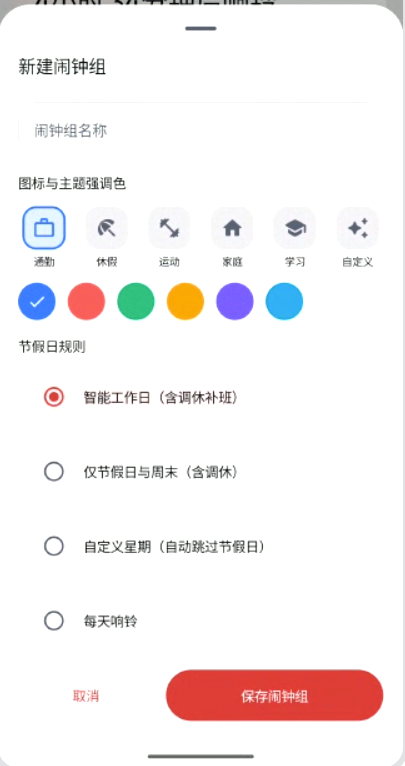 新建闹钟组
闹钟组名称
图标与主题强调色
通勤 休假 运动 家庭 学习 自定义
节假日规则
智能工作日（含调休补班）
仅节假日与周末（含调休）
自定义星期（自动跳过节假日）
每天响铃
取消 保存闹钟组